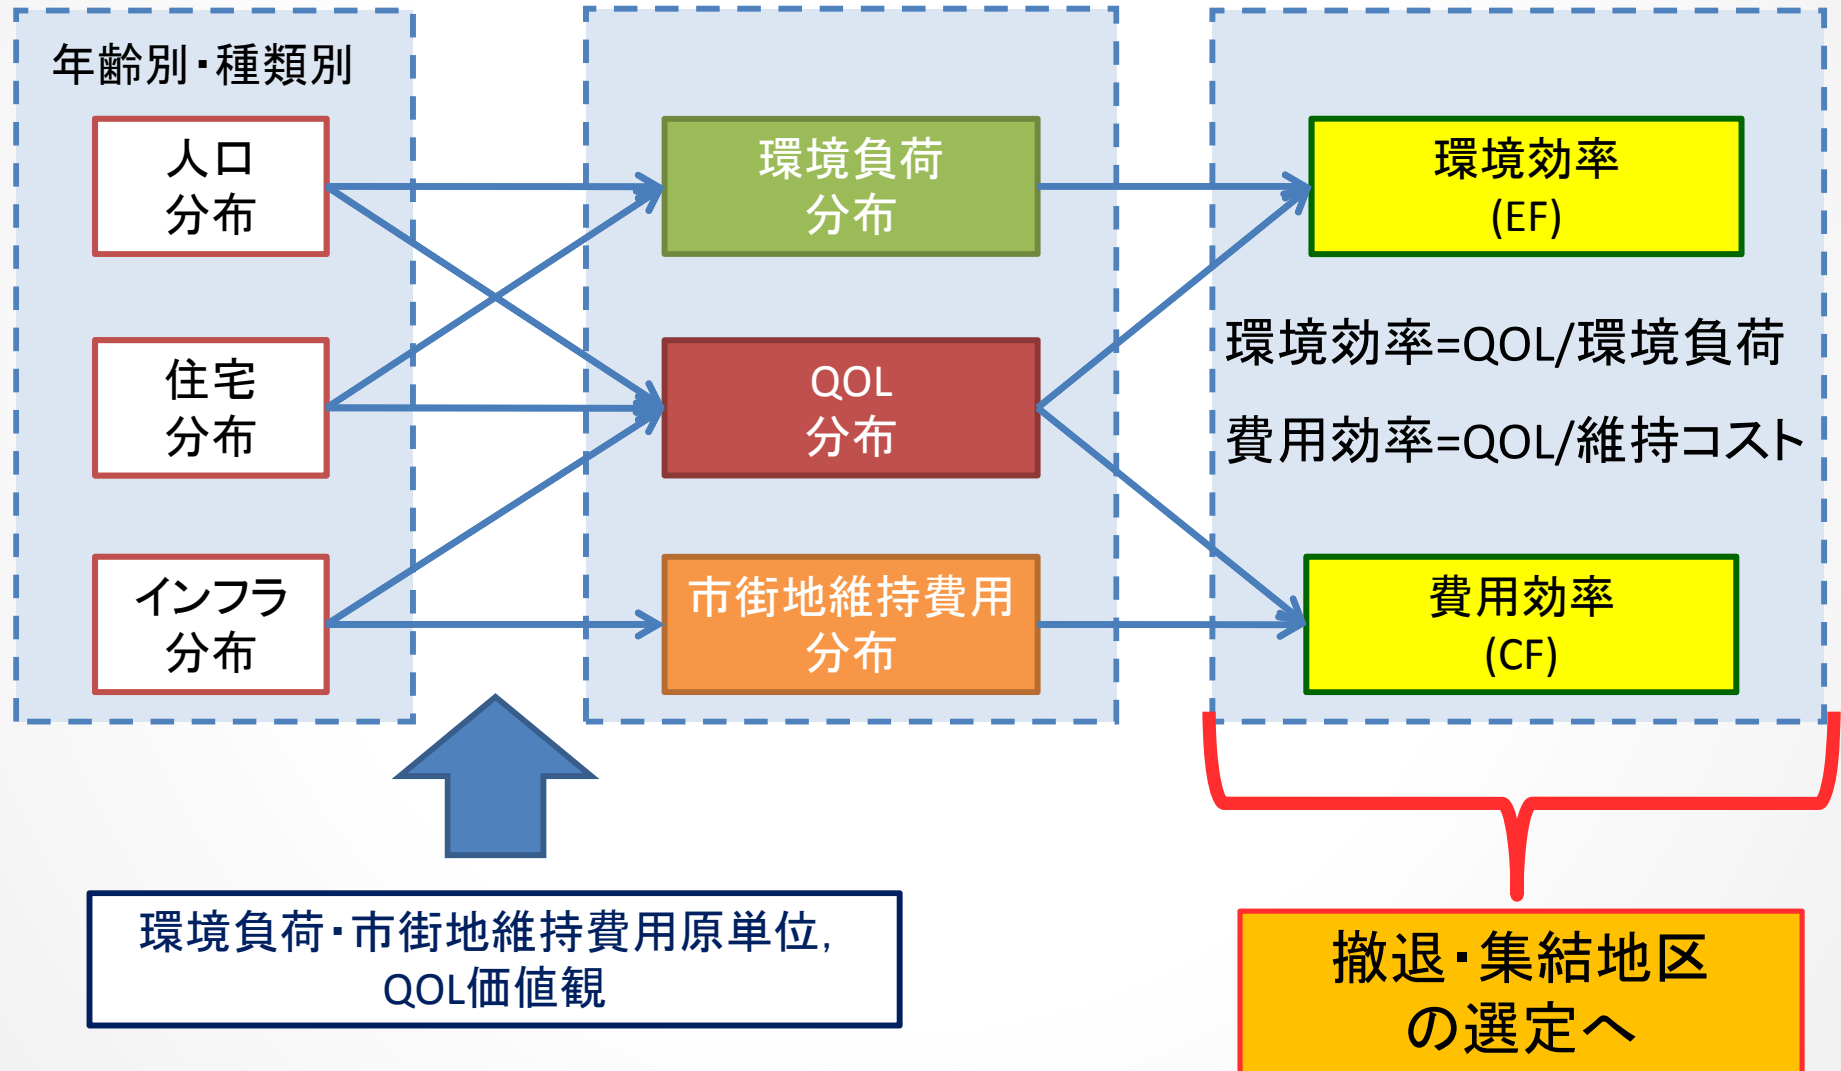 年齢別・種類別
人口
分布
住宅
分布
インフラ
分布
環境負荷
分布
QOL
分布
市街地維持費用
分布
環境効率
(EF)
環境効率=QOL/環境負荷
費用効率=QOL/維持コスト
費用効率
(CF)
環境負荷・市街地維持費用原単位,
QOL価値観
撤退・集結地区
の選定へ